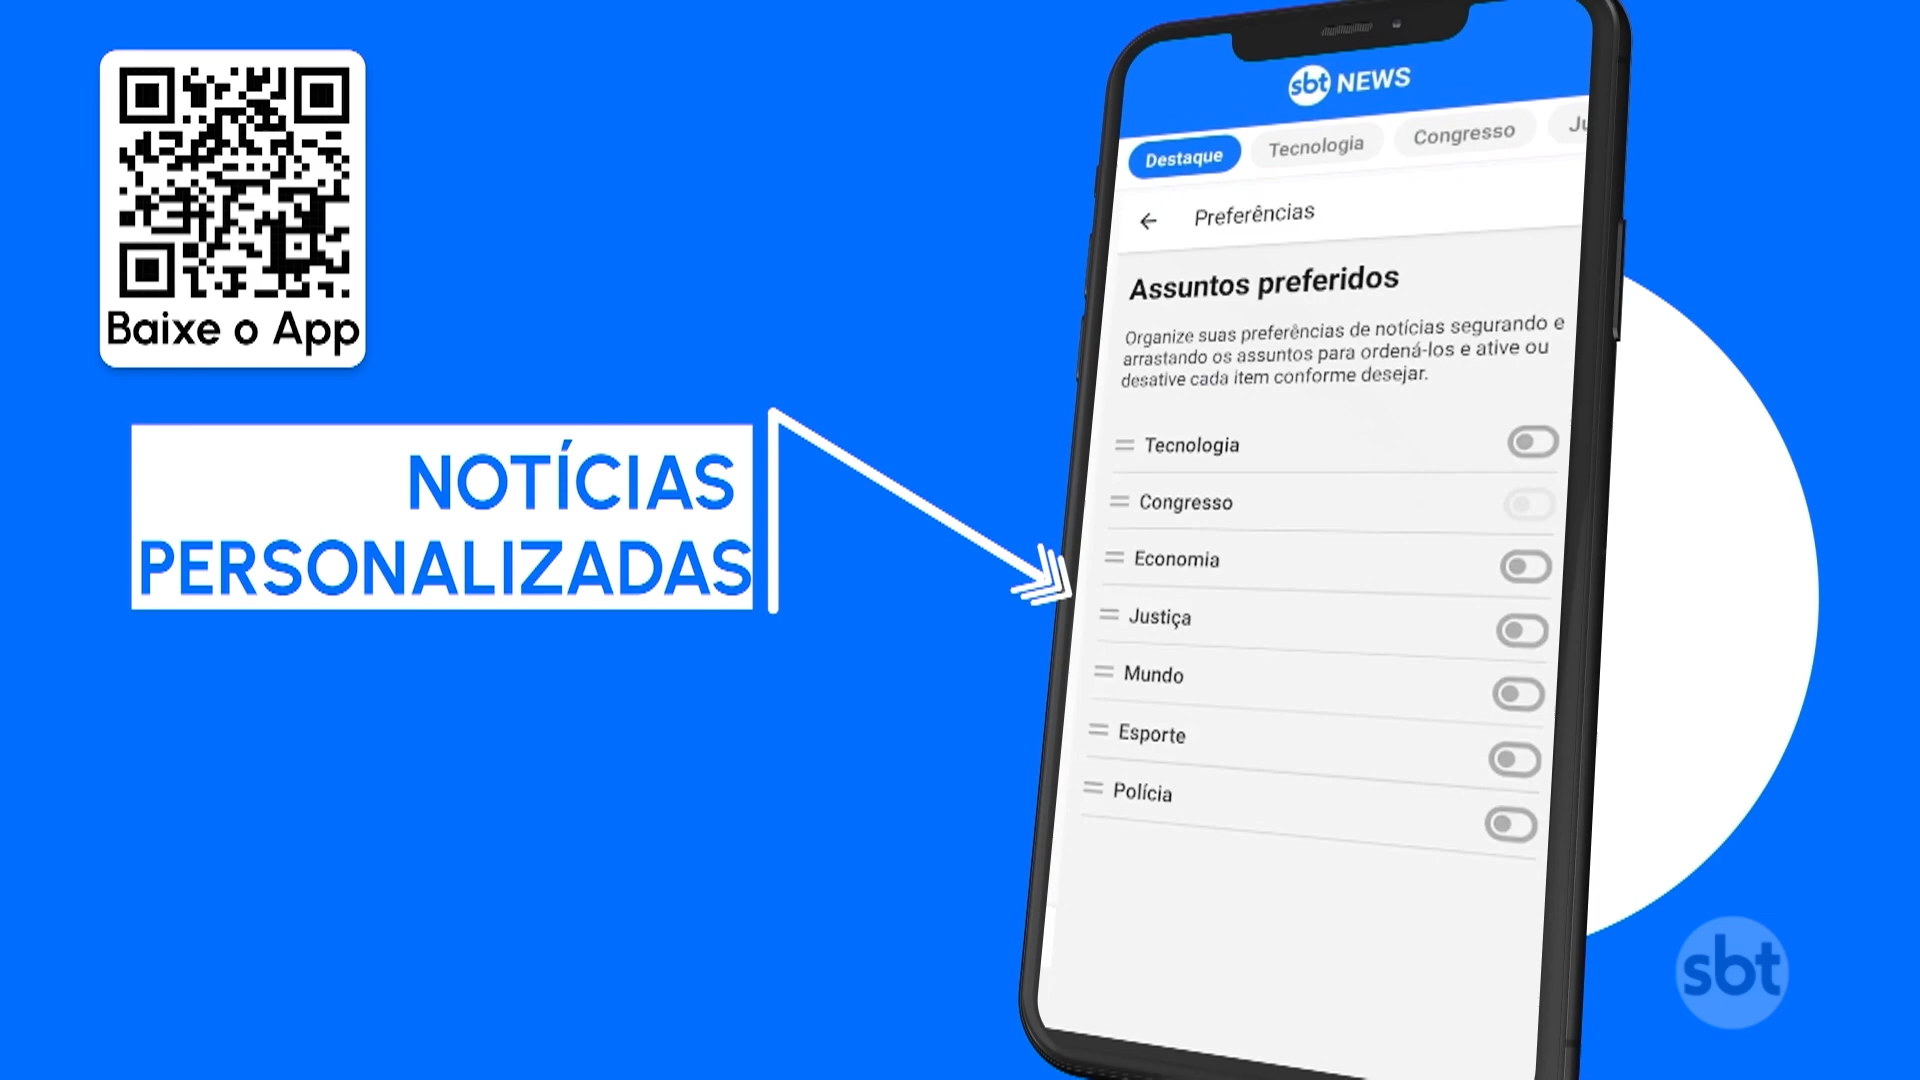 Baixe o App
NOTÍCIAS
PERSONALIZADAS
sbt NEWS
Destaque Tecnologia Congresso Ju
Preferências
Assuntos preferidos
Organize suas preferências de notícias segurando e
arrastando os assuntos para ordená-los e ative ou
desative cada item conforme desejar.
Tecnologia
Congresso
Economia
Justiça
Mundo
Esporte
Polícia
sbt